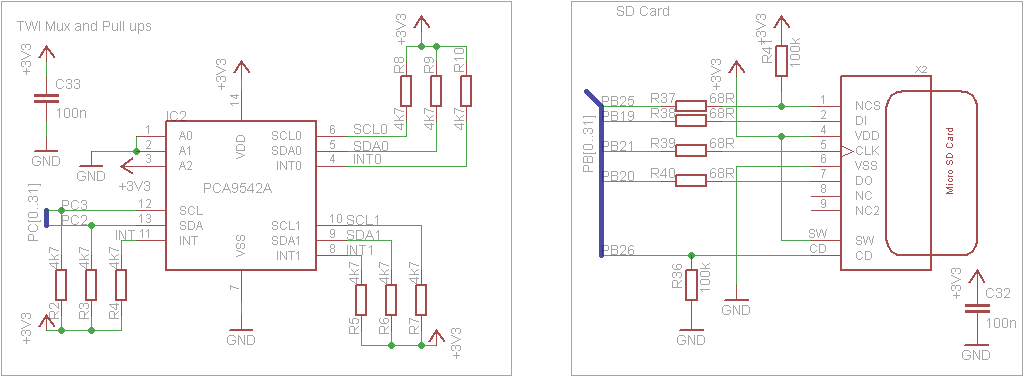 TWI Mux and Pull ups
+3V3
C33
100n
GND
+3V3
14
IC2
VDD
PCA9542A
VSS
7
GND
1
A0
2
A1
3
A2
GND
+3V3
PC[0..31]
PC3
12
SCL
PC2
13
SDA
INT
11
INT
4k7
4k7
4k7
R2
R3
R4
+3V3
SCL0
6
SCL0
SDA0
5
SDA0
INT0
4
INT0
+3V3
R8
R9
R10
4k7
4k7
4k7
SCL1
10
SCL1
SDA1
9
SDA1
INT1
8
INT1
4k7
4k7
4k7
R5
R6
R7
+3V3
SD Card
+3V3
R41
100k
+3V3
X2
PB[0..31]
PB25
R37
68R
1
NCS
PB19
R38
68R
2
DI
4
VDD
PB21
R39
68R
5
CLK
6
VSS
PB20
R40
68R
7
DO
8
NC
9
NC2
SW
SW
PB26
CD
CD
Micro SD Card
R36
100k
GND
GND
+3V3
C32
100n
GND